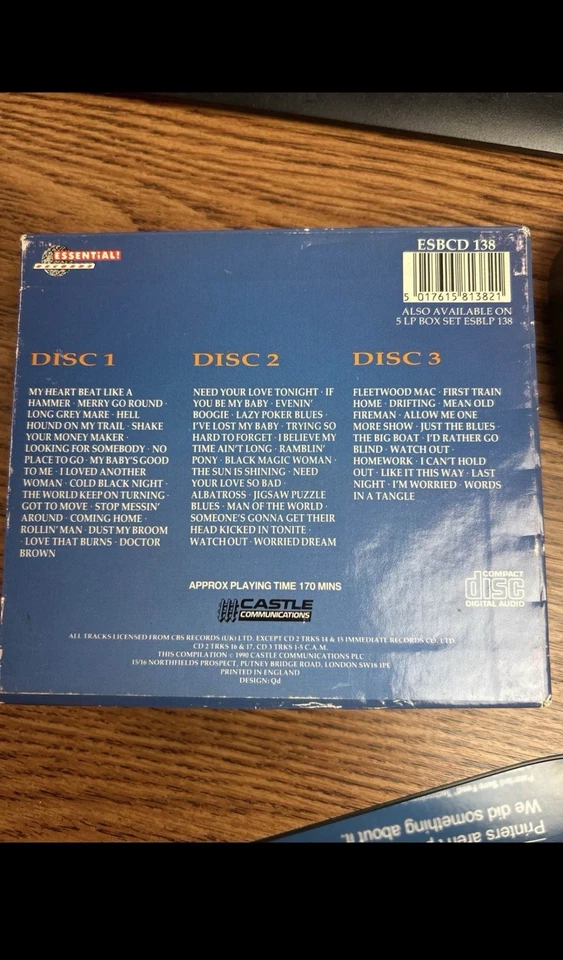 ESSENTiAL!
RECORDS
ESBCD 138
5 017615 813821
ALSO AVAILABLE ON
5 LP BOX SET ESBLP 138
DISC 1
MY HEART BEAT LIKE A
HAMMER · MERRY GO ROUND ·
LONG GREY MARE · HELL
HOUND ON MY TRAIL · SHAKE
YOUR MONEY MAKER ·
LOOKING FOR SOMEBODY · NO
PLACE TO GO · MY BABY'S GOOD
TO ME · I LOVED ANOTHER
WOMAN · COLD BLACK NIGHT ·
THE WORLD KEEP ON TURNING ·
GOT TO MOVE · STOP MESSIN'
AROUND · COMING HOME ·
ROLLIN' MAN · DUST MY BROOM
· LOVE THAT BURNS · DOCTOR
BROWN
DISC 2
NEED YOUR LOVE TONIGHT · IF
YOU BE MY BABY · EVENIN'
BOOGIE · LAZY POKER BLUES ·
I'VE LOST MY BABY · TRYING SO
HARD TO FORGET · I BELIEVE MY
TIME AIN'T LONG · RAMBLIN'
PONY · BLACK MAGIC WOMAN ·
THE SUN IS SHINING · NEED
YOUR LOVE SO BAD ·
ALBATROSS · JIGSAW PUZZLE
BLUES · MAN OF THE WORLD ·
SOMEONE'S GONNA GET THEIR
HEAD KICKED IN TONITE ·
WATCH OUT · WORRIED DREAM
DISC 3
FLEETWOOD MAC · FIRST TRAIN
HOME · DRIFTING · MEAN OLD
FIREMAN · ALLOW ME ONE
MORE SHOW · JUST THE BLUES ·
THE BIG BOAT · I'D RATHER GO
BLIND · WATCH OUT ·
HOMEWORK · I CAN'T HOLD
OUT · LIKE IT THIS WAY · LAST
NIGHT · I'M WORRIED · WORDS
IN A TANGLE
APPROX PLAYING TIME 170 MINS
CASTLE
COMMUNICATIONS
COMPACT
disc
DIGITAL AUDIO
ALL TRACKS LICENSED FROM CBS RECORDS (UK) LTD. EXCEPT CD 2 TRKS 14 & 15 IMMEDIATE RECORDS CO. LTD.
CD 2 TRKS 16 & 17, CD 3 TRKS 1-5 C.A.M.
THIS COMPILATION © 1990 CASTLE COMMUNICATIONS PLC
15/16 NORTHFIELDS PROSPECT, PUTNEY BRIDGE ROAD, LONDON SW18 1PE
PRINTED IN ENGLAND
DESIGN: Qd
Printers aren't
We did something about it.